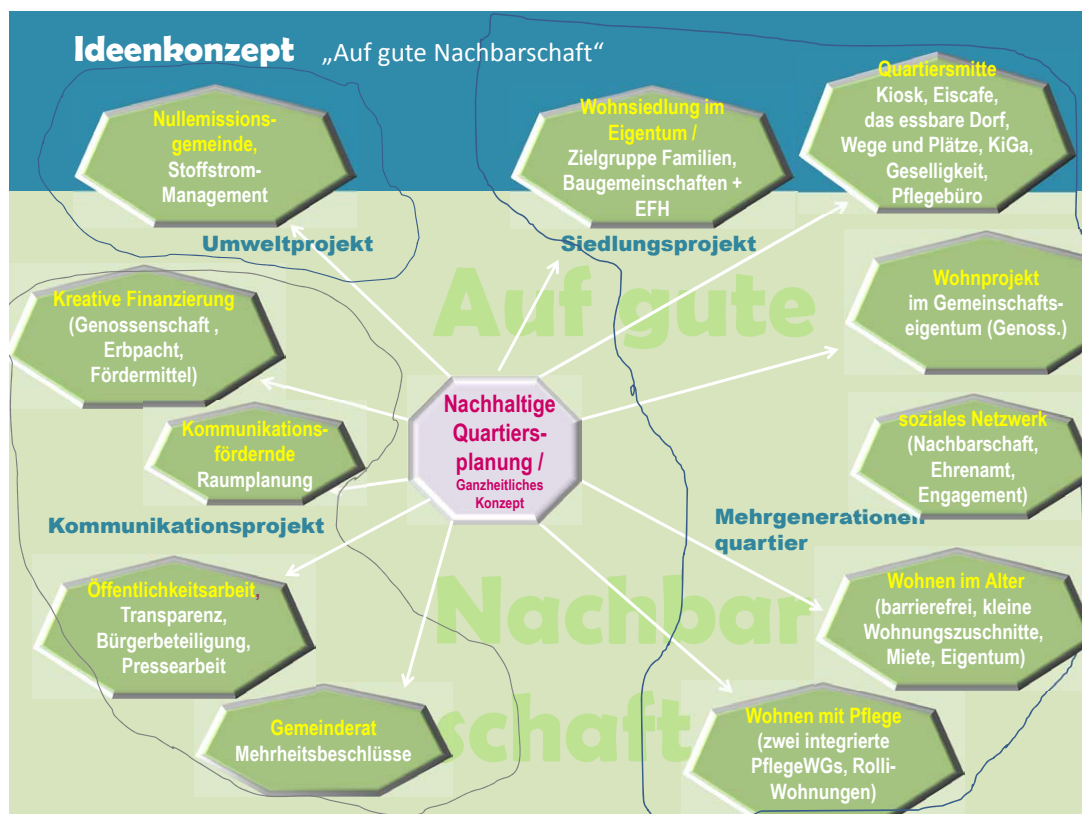 Ideenkonzept „Auf gute Nachbarschaft“
Nullemissions-
gemeinde,
Stoffstrom-
Management
Umweltprojekt
Wohnsiedlung im
Eigentum /
Zielgruppe Familien,
Baugemeinschaften +
EFH
Siedlungsprojekt
Quartiersmitte
Kiosk, Eiscafe,
das essbare Dorf,
Wege und Plätze, KiGa,
Geselligkeit,
Pflegebüro
Kreative Finanzierung
(Genossenschaft ,
Erbpacht,
Fördermittel)
Auf gute
Wohnprojekt
im Gemeinschafts-
eigentum (Genoss.)
Kommunikations-
fördernde
Raumplanung
Kommunikationsprojekt
Nachhaltige
Quartiers-
planung /
Ganzheitliches
Konzept
soziales Netzwerk
(Nachbarschaft,
Ehrenamt,
Engagement)
Mehrgenerationen
quartier
Öffentlichkeitsarbeit,
Transparenz,
Bürgerbeteiligung,
Pressearbeit
Nachbar
Wohnen im Alter
(barrierefrei, kleine
Wohnungszuschnitte,
Miete, Eigentum)
Gemeinderat
Mehrheitsbeschlüsse
schaft
Wohnen mit Pflege
(zwei integrierte
PflegeWGs, Rolli-
Wohnungen)